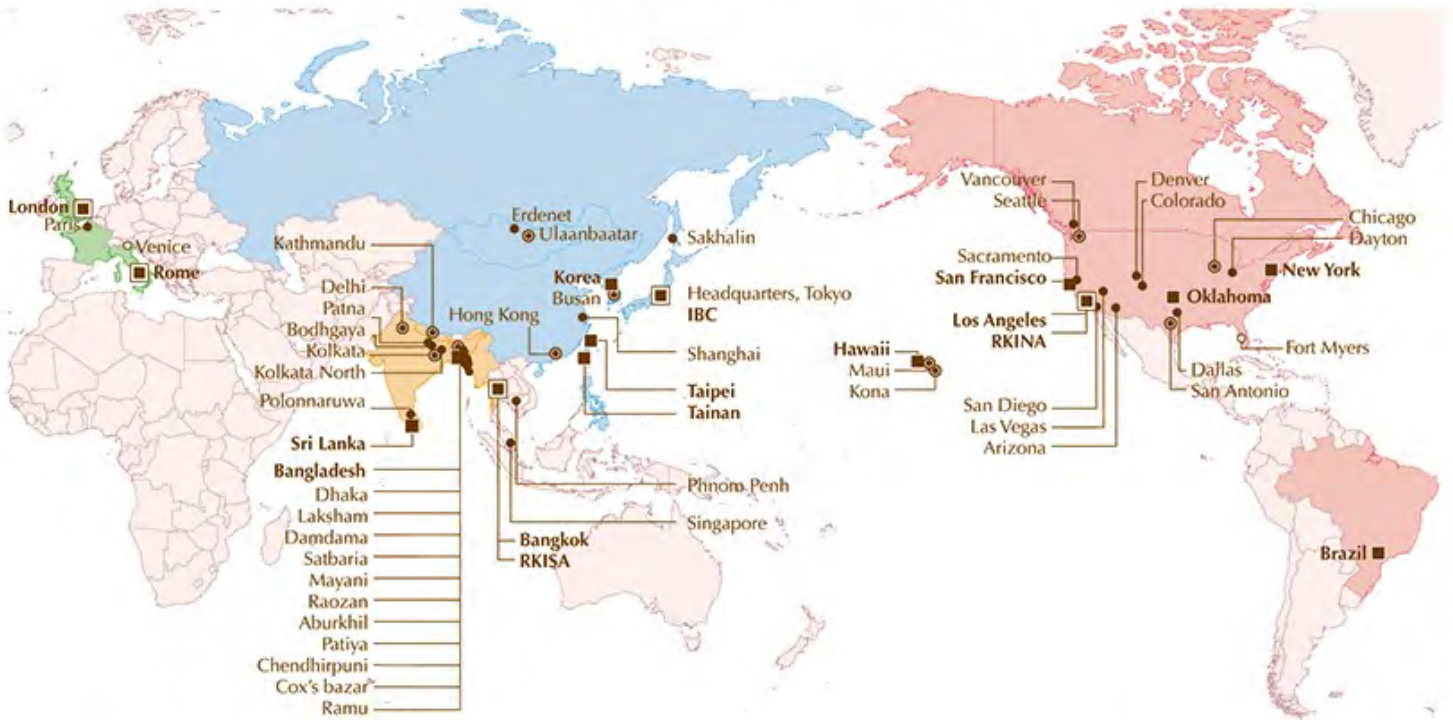 London
Paris
Venice
Rome
Kathmandu
Delhi
Patna
Bodhgaya
Kolkata
Kolkata North
Polonnaruwa
Sri Lanka
Bangladesh
Dhaka
Laksham
Damdama
Satbaria
Mayani
Raozan
Aburkhil
Patiya
Chendhirpuni
Cox's bazar
Ramu
Erdenet
Ulaanbaatar
Sakhalin
Korea
Busan
Hong Kong
Headquarters, Tokyo
IBC
Shanghai
Taipei
Tainan
Phnom Penh
Singapore
Bangkok
RKISA
Hawaii
Maui
Kona
Vancouver
Seattle
Sacramento
San Francisco
Los Angeles
RKINA
San Diego
Las Vegas
Arizona
Denver
Colorado
Chicago
Dayton
New York
Oklahoma
Fort Myers
Dallas
San Antonio
Brazil